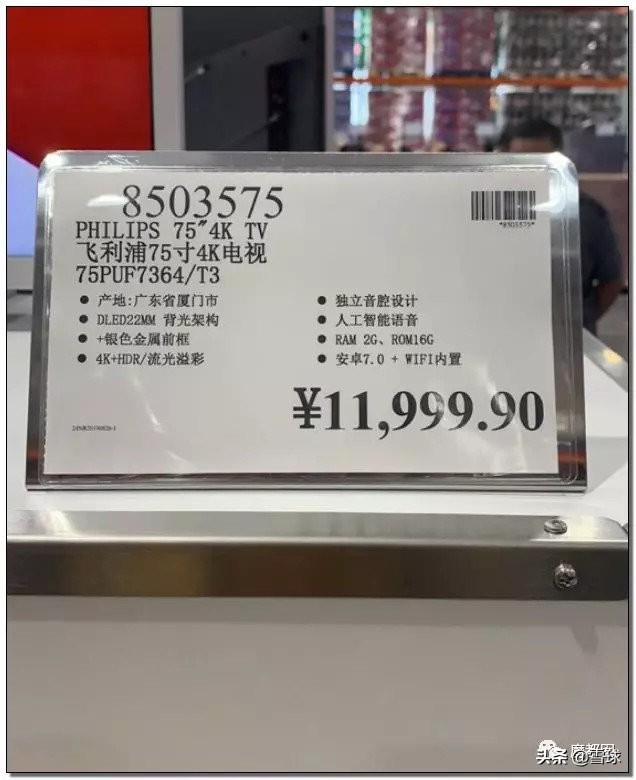 8503575
*8503575*
PHILIPS 75"4K TV
飞利浦75寸4K电视
75PUF7364/T3
● 产地:广东省厦门市
● DLED22MM 背光架构
● +银色金属前框
● 4K+HDR/流光溢彩
● 独立音腔设计
● 人工智能语音
● RAM 2G、ROM16G
● 安卓7.0 + WIFI内置
¥11,999.90
头条 @雪球